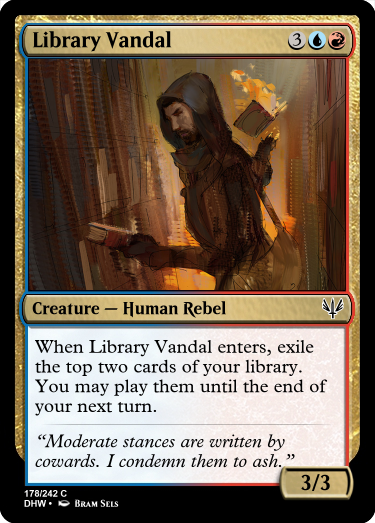 Library Vandal 3
Creature — Human Rebel
When Library Vandal enters, exile
the top two cards of your library.
You may play them until the end of
your next turn.
“Moderate stances are written by
cowards. I condemn them to ash.”
3/3
178/242 C
DHW • Bram Sels